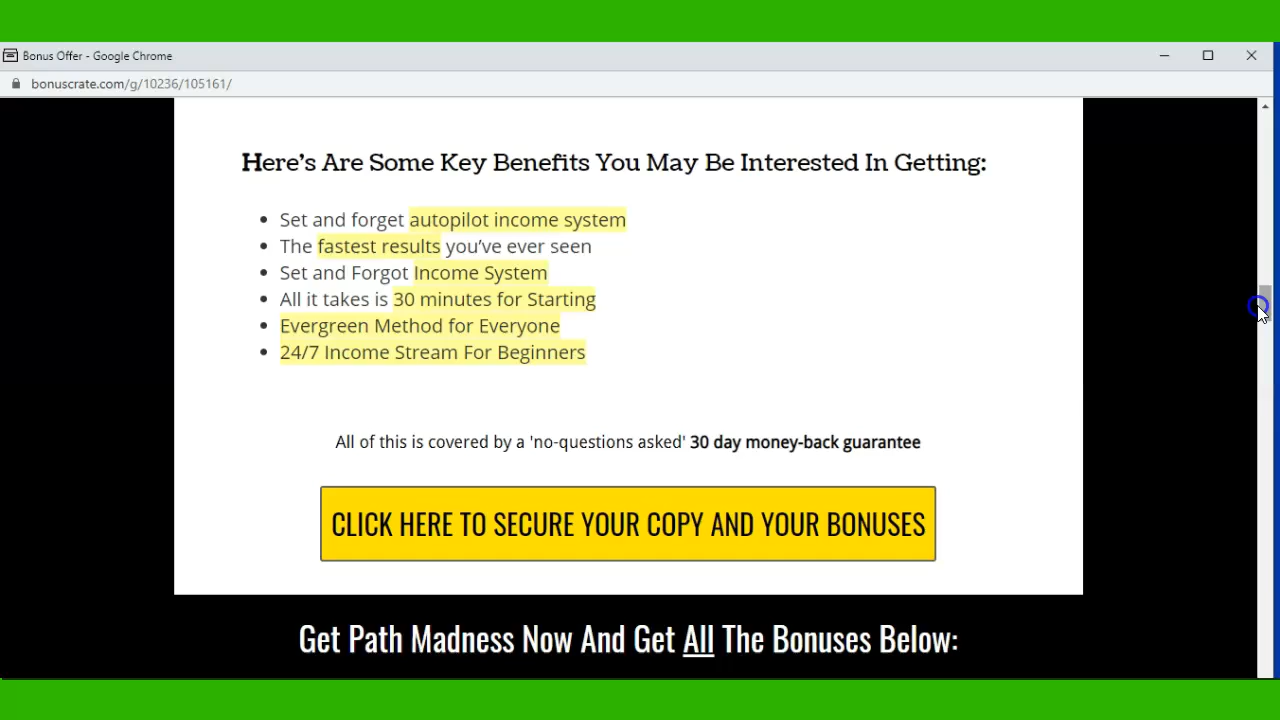 Bonus Offer - Google Chrome
bonuscrate.com/g/10236/105161/
Here's Are Some Key Benefits You May Be Interested In Getting:
Set and forget autopilot income system
The fastest results you've ever seen
Set and Forgot Income System
All it takes is 30 minutes for Starting
Evergreen Method for Everyone
24/7 Income Stream For Beginners
All of this is covered by a 'no-questions asked' 30 day money-back guarantee
CLICK HERE TO SECURE YOUR COPY AND YOUR BONUSES
Get Path Madness Now And Get All The Bonuses Below: